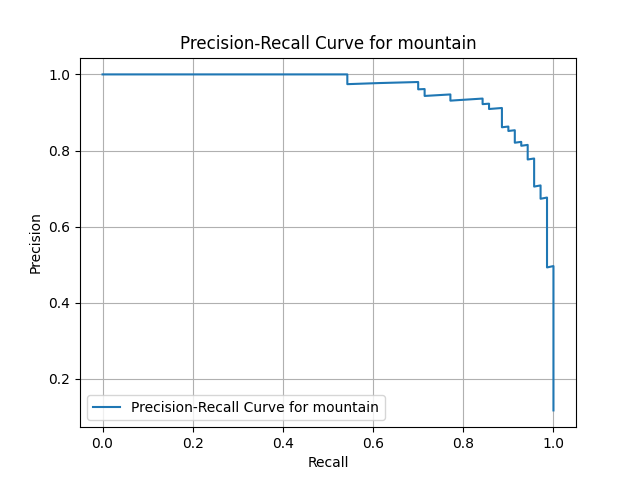 Precision-Recall Curve for mountain
1.0
0.8
0.6
0.4
0.2
Precision
Precision-Recall Curve for mountain
0.0 0.2 0.4 0.6 0.8 1.0
Recall